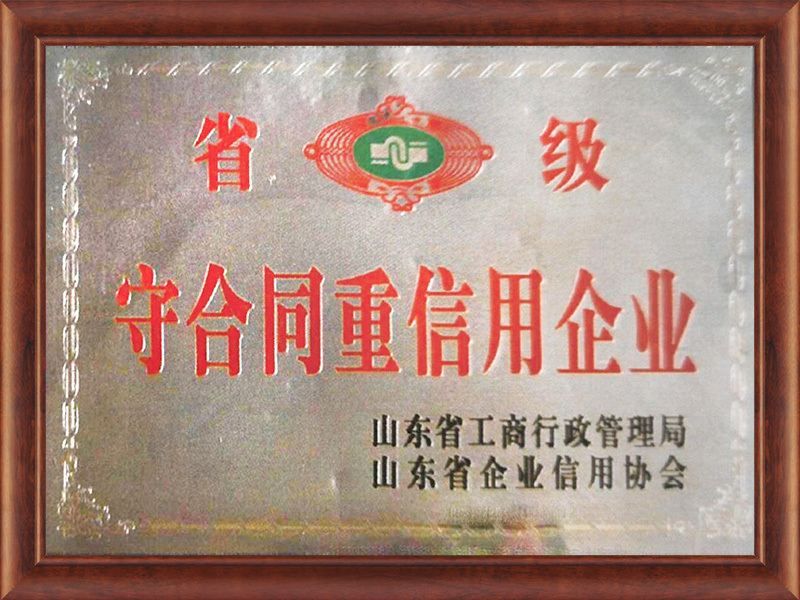 省 级
守合同重信用企业
山东省工商行政管理局
山东省企业信用协会